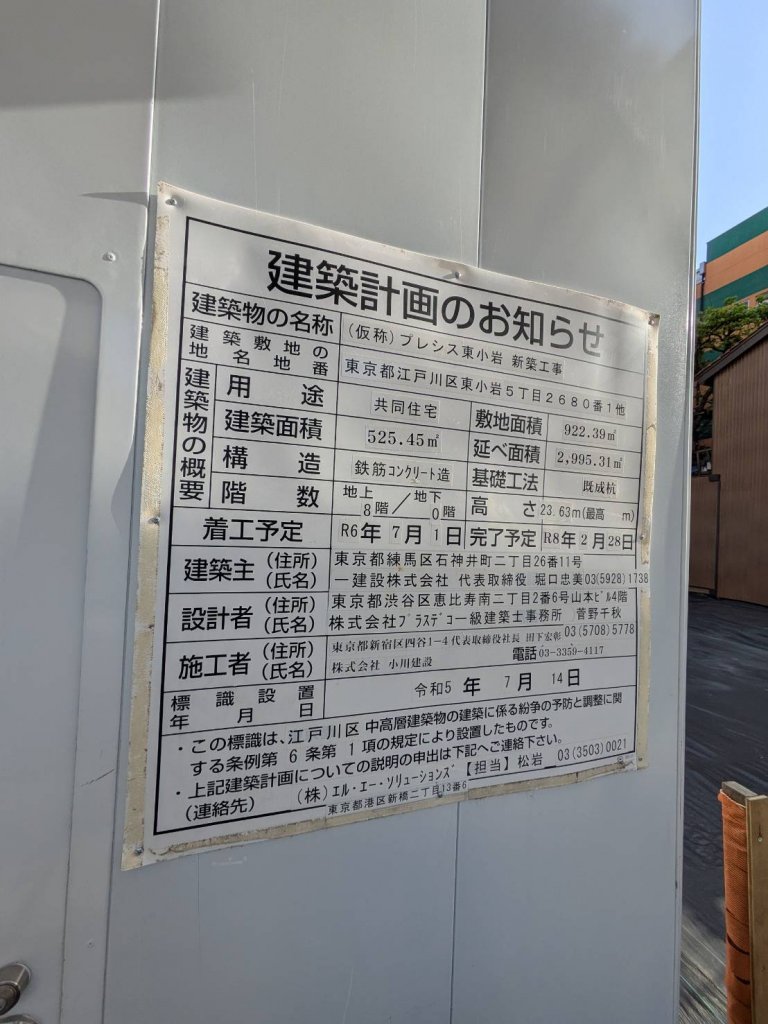 建築計画のお知らせ
建築物の名称 (仮称) プレシス東小岩 新築工事
建築敷地の地名地番 東京都江戸川区東小岩5丁目2680番1他
建築物の概要
用途 共同住宅 敷地面積 922.39㎡
建築面積 525.45㎡ 延べ面積 2,995.31㎡
構造 鉄筋コンクリート造 基礎工法 既成杭
階数 地上8階/地下0階 高さ 23.63m(最高 m)
着工予定 R6年 7月 1日 完了予定 R8年 2月 28日
建築主 (住所) 東京都練馬区石神井町二丁目26番11号
(氏名) 一建設株式会社 代表取締役 堀口忠美 03(5928)1738
設計者 (住所) 東京都渋谷区恵比寿南二丁目2番6号山本ビル4階
(氏名) 株式会社プラスデコ一級建築士事務所 菅野千秋 03(5708)5778
施工者 (住所) 東京都新宿区四谷1-4 代表取締役社長 田下宏彰
(氏名) 株式会社 小川建設 電話03-3359-4117
標識設置年月日 令和5年 7月 14日
・この標識は、江戸川区 中高層建築物の建築に係る紛争の予防と調整に関
する条例第6条第1項の規定により設置したものです。
・上記建築計画についての説明の申出は下記へご連絡下さい。
(連絡先) (株)エル・エー・ソリューションズ 【担当】松岩 03(3503)0021
東京都港区新橋二丁目13番6